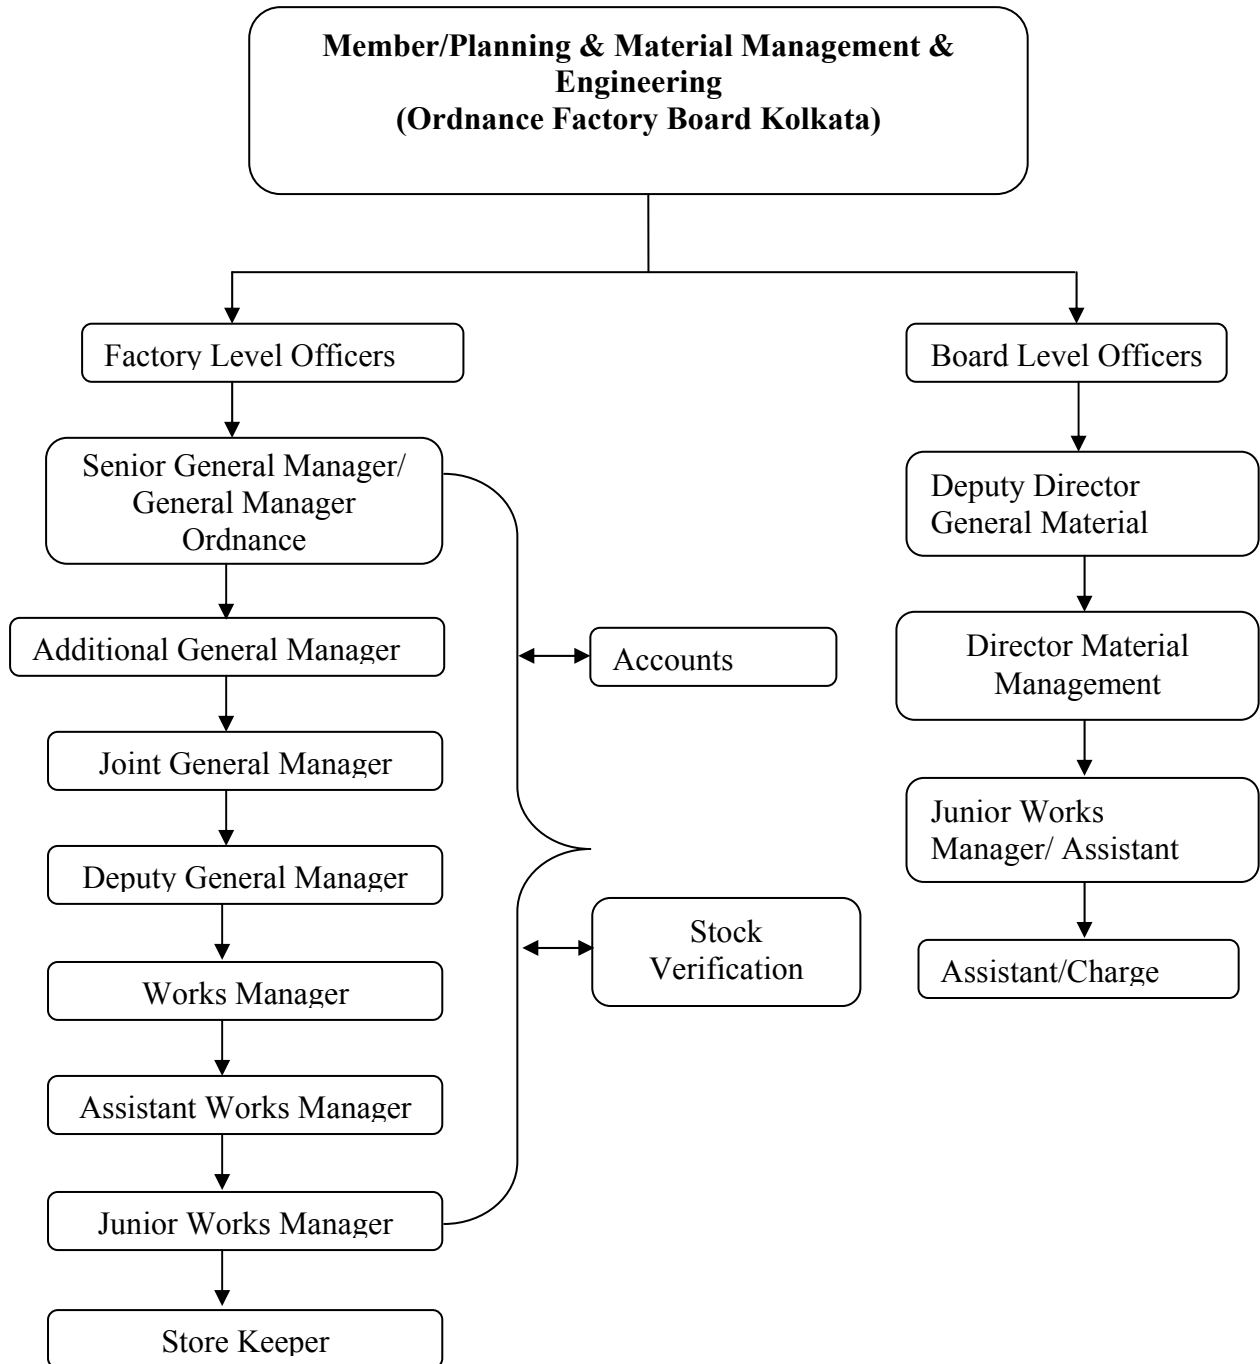 Member/Planning & Material Management &
Engineering
(Ordnance Factory Board Kolkata)
Factory Level Officers
Board Level Officers
Senior General Manager/
General Manager
Ordnance
Deputy Director
General Material
Additional General Manager
Accounts
Director Material
Management
Joint General Manager
Junior Works
Manager/ Assistant
Deputy General Manager
Stock
Verification
Assistant/Charge
Works Manager
Assistant Works Manager
Junior Works Manager
Store Keeper